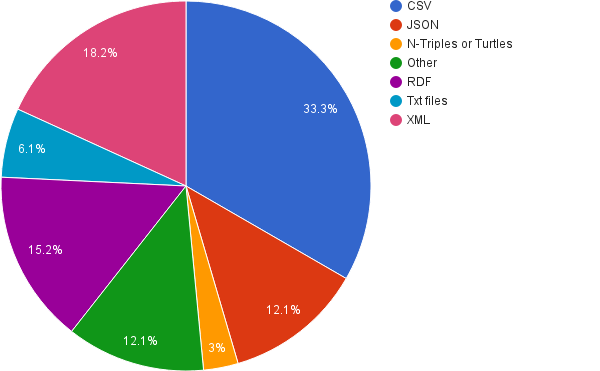 CSV
JSON
N-Triples or Turtles
Other
RDF
Txt files
XML
33.3%
12.1%
3%
12.1%
15.2%
6.1%
18.2%